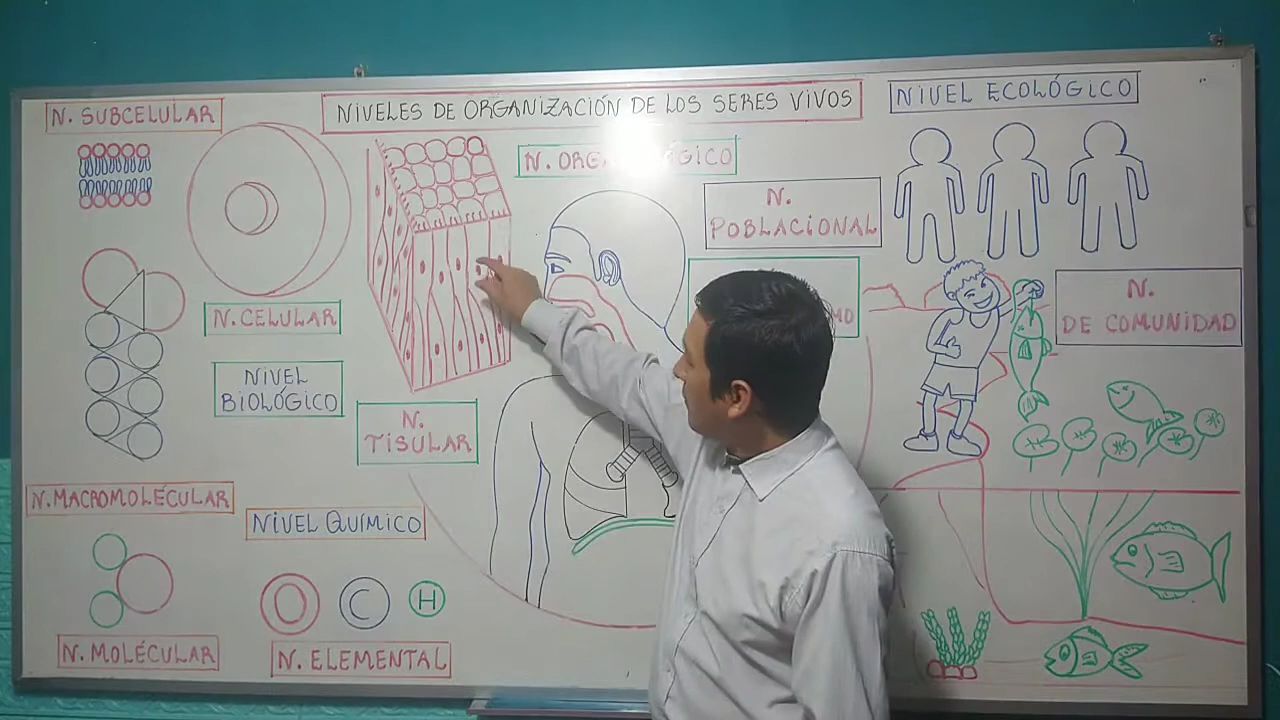 N. SUBCELULAR
NIVELES DE ORGANIZACIÓN DE LOS SERES VIVOS
NIVEL ECOLÓGICO
N.
POBLACIONAL
N. CELULAR
N.
DE COMUNIDAD
NIVEL
BIOLÓGICO
N.
TISULAR
N. MACROMOLÉCULAR
NIVEL QUÍMICO
O C H
N. MOLÉCULAR
N. ELEMENTAL